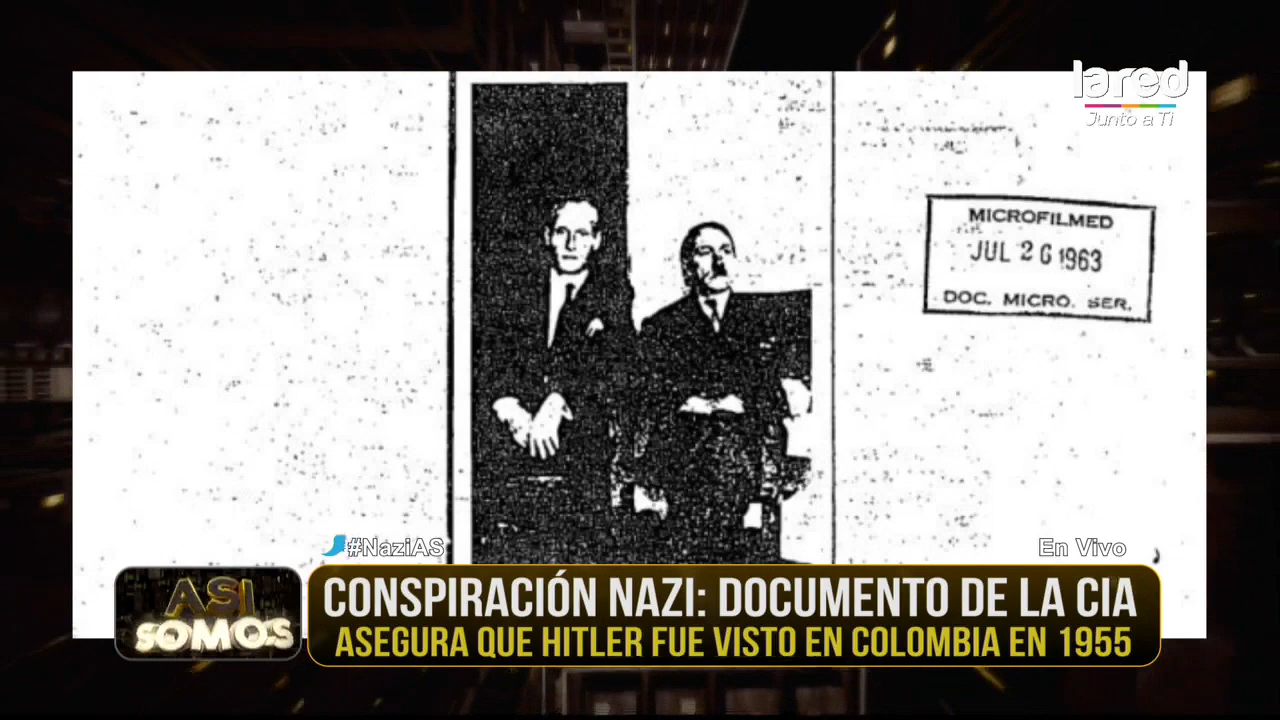 lared
Junto a Ti
MICROFILMED
JUL 26 1963
DOC. MICRO. SER.
#NaziAS
En Vivo
ASI
SOMOS
CONSPIRACIÓN NAZI: DOCUMENTO DE LA CIA
ASEGURA QUE HITLER FUE VISTO EN COLOMBIA EN 1955